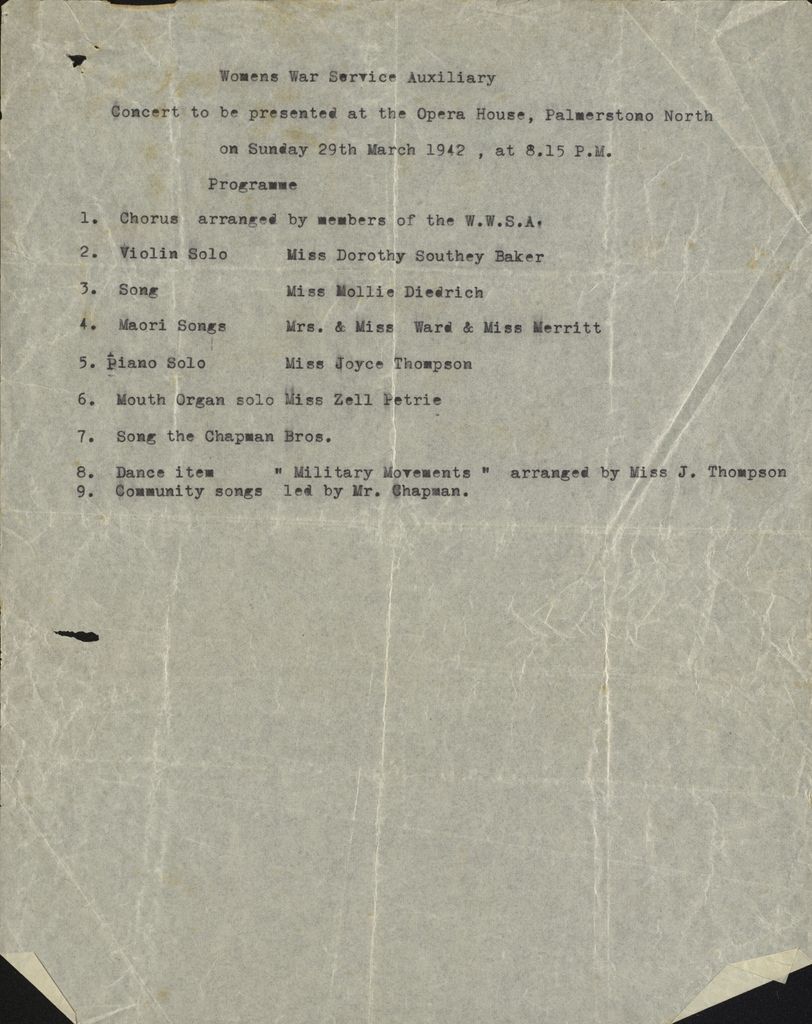 Womens War Service Auxiliary
Concert to be presented at the Opera House, Palmerstono North
on Sunday 29th March 1942 , at 8.15 P.M.
Programme
1. Chorus arranged by members of the W.W.S.A.
2. Violin Solo Miss Dorothy Southey Baker
3. Song Miss Mollie Diedrich
4. Maori Songs Mrs. & Miss Ward & Miss Merritt
5. piano Solo Miss Joyce Thompson
6. Mouth Organ solo Miss Zell Petrie
7. Song the Chapman Bros.
8. Dance item " Military Movements " arranged by Miss J. Thompson
9. Community songs led by Mr. Chapman.